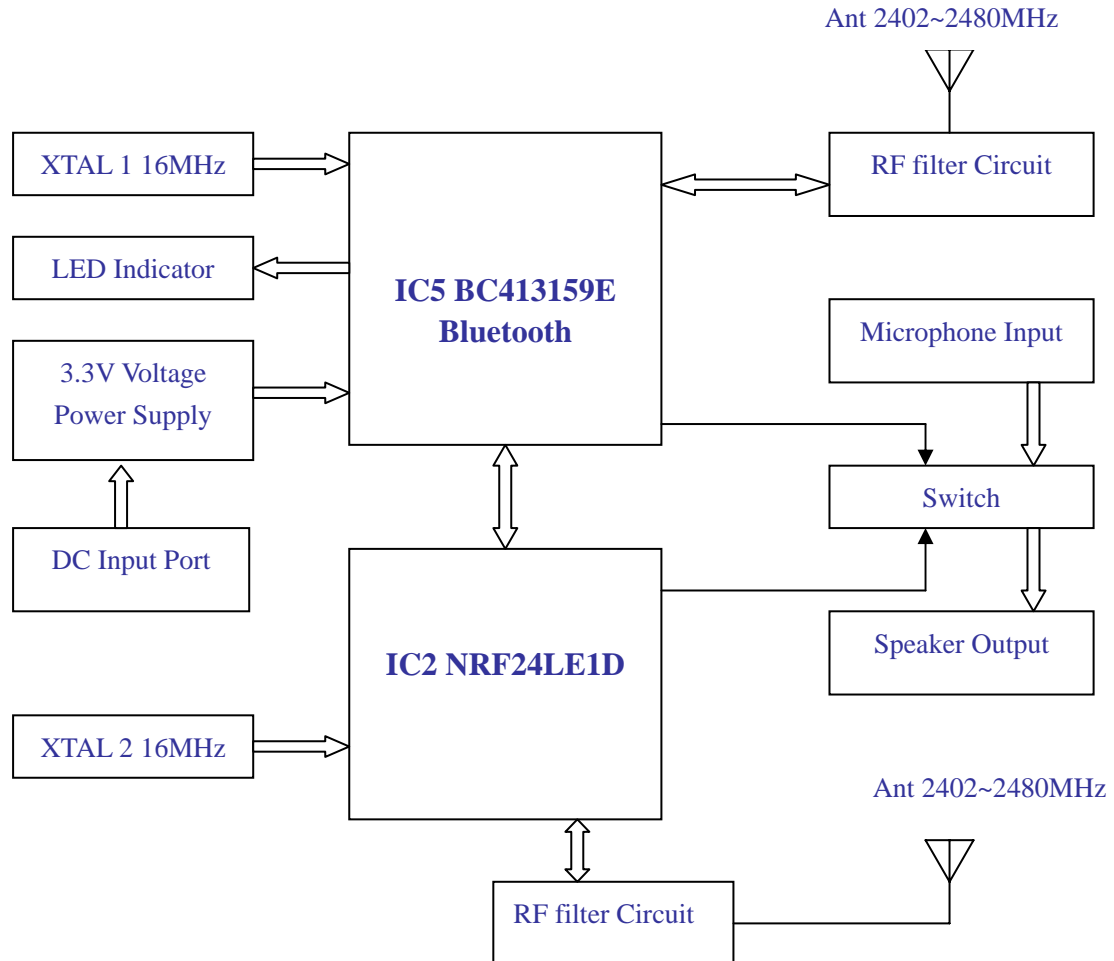 Ant 2402~2480MHz
XTAL 1 16MHz
RF filter Circuit
LED Indicator
IC5 BC413159E
Bluetooth
Microphone Input
3.3V Voltage
Power Supply
Switch
DC Input Port
Speaker Output
IC2 NRF24LE1D
XTAL 2 16MHz
Ant 2402~2480MHz
RF filter Circuit